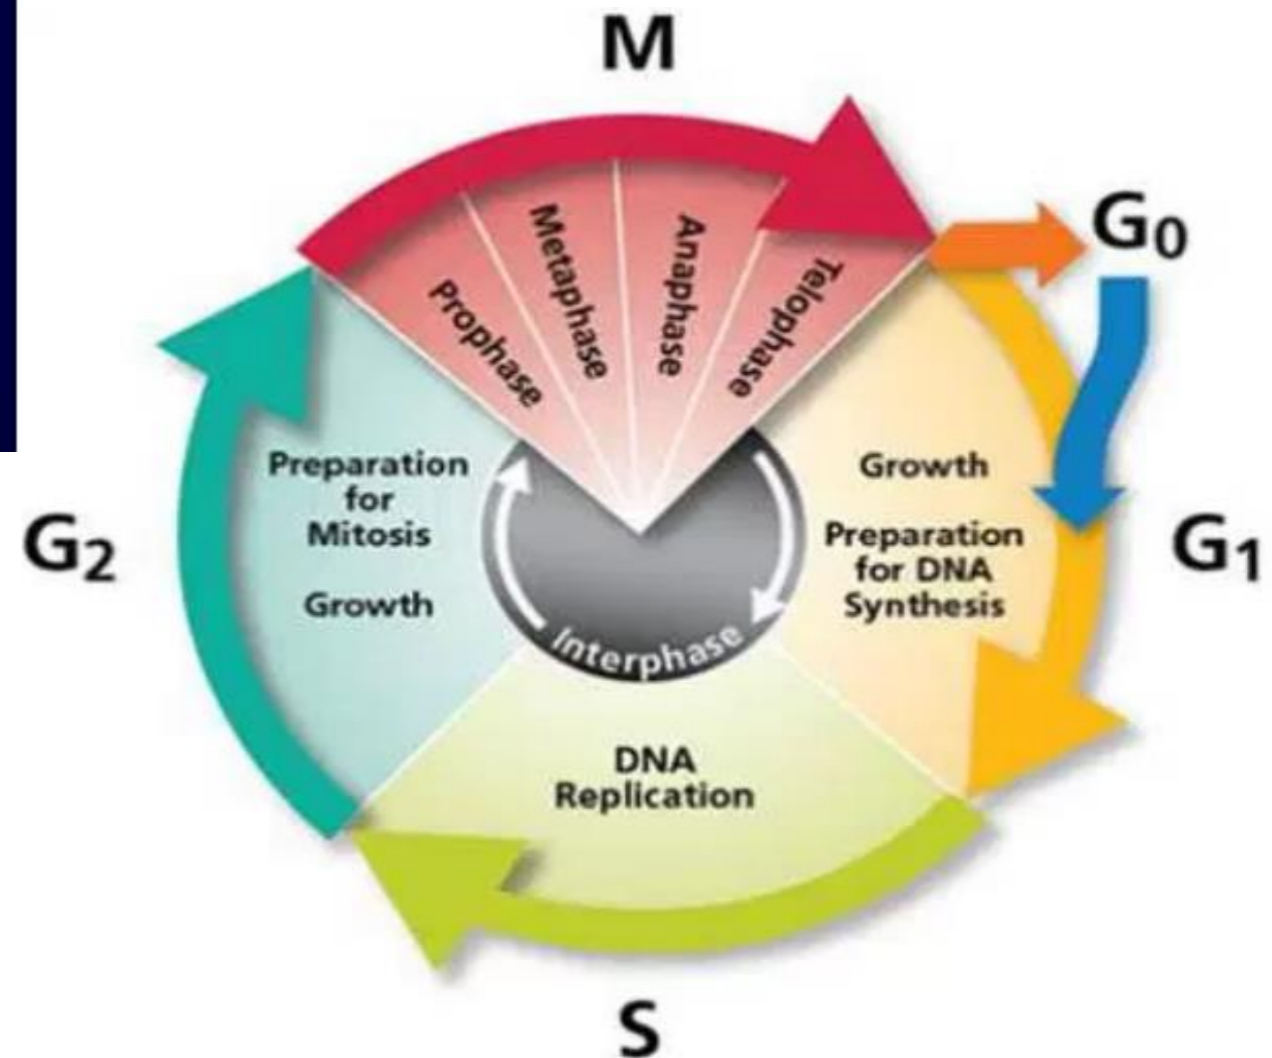 M
G0
Prophase
Metaphase
Anaphase
Telophase
Preparation
for
Mitosis
Growth
G2
Growth
Preparation
for DNA
Synthesis
G1
Interphase
DNA
Replication
S